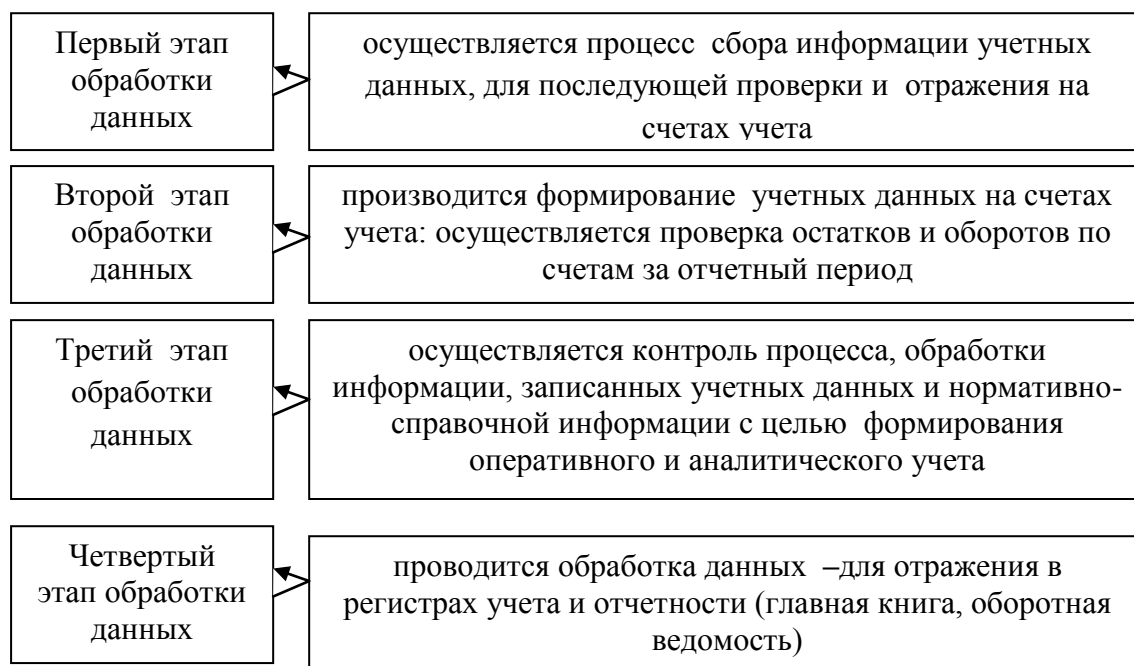 Первый этап
обработки
данных
осуществляется процесс сбора информации учетных
данных, для последующей проверки и отражения на
счетах учета
Второй этап
обработки
данных
производится формирование учетных данных на счетах
учета: осуществляется проверка остатков и оборотов по
счетам за отчетный период
Третий этап
обработки
данных
осуществляется контроль процесса, обработки
информации, записанных учетных данных и нормативно-
справочной информации с целью формирования
оперативного и аналитического учета
Четвертый
этап обработки
данных
проводится обработка данных –для отражения в
регистрах учета и отчетности (главная книга, оборотная
ведомость)